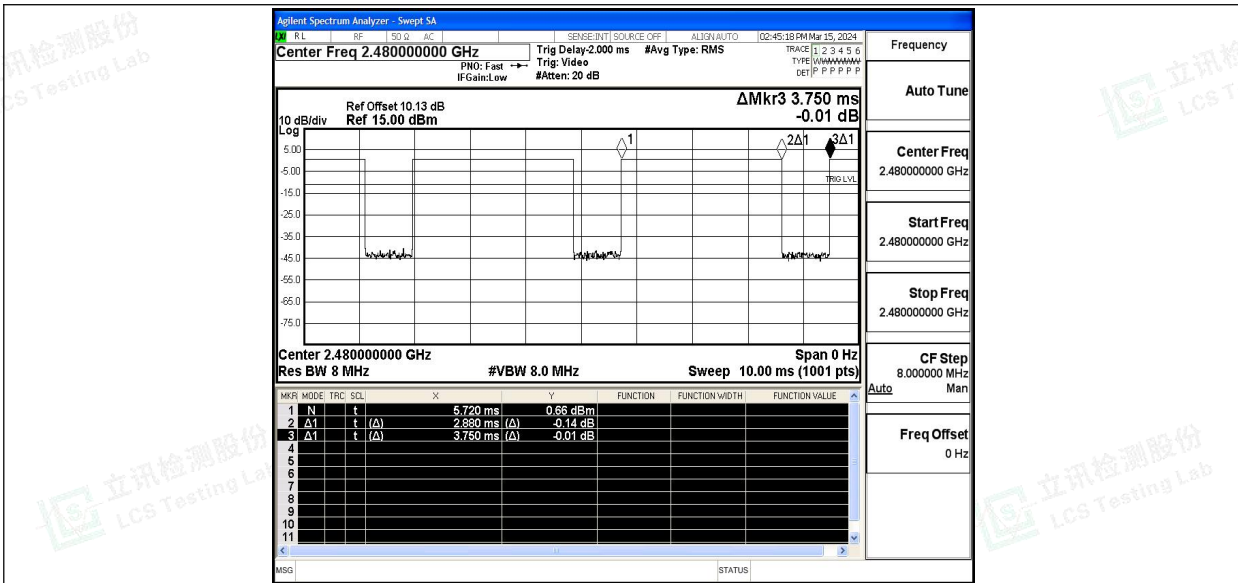 Agilent Spectrum Analyzer - Swept SA
RL RF 50 Ω AC SENSE:INT SOURCE OFF ALIGN AUTO 02:45:18 PM Mar 15, 2024
Center Freq 2.480000000 GHz
PNO: Fast
IFGain:Low
Trig Delay-2.000 ms
Trig: Video
#Atten: 20 dB
#Avg Type: RMS
TRACE 1 2 3 4 5 6
TYPE WWWWWW
DET P P P P P P
Frequency
Auto Tune
Center Freq
2.480000000 GHz
Start Freq
2.480000000 GHz
Stop Freq
2.480000000 GHz
CF Step
8.000000 MHz
Auto Man
Freq Offset
0 Hz
ΔMkr3 3.750 ms
-0.01 dB
Ref Offset 10.13 dB
10 dB/div Ref 15.00 dBm
Log
1
2Δ1
3Δ1
TRIG LVL
5.00
-5.00
-15.0
-25.0
-35.0
-45.0
-55.0
-65.0
-75.0
Center 2.480000000 GHz Span 0 Hz
Res BW 8 MHz #VBW 8.0 MHz Sweep 10.00 ms (1001 pts)
MKR MODE TRC SCL X Y FUNCTION FUNCTION WIDTH FUNCTION VALUE
1 N t 5.720 ms 0.66 dBm
2 Δ1 t (Δ) 2.880 ms (Δ) -0.14 dB
3 Δ1 t (Δ) 3.750 ms (Δ) -0.01 dB
4
5
6
7
8
9
10
11
MSG STATUS
立讯检测股份
LCS Testing Lab
立讯检测股份
LCS Testing Lab